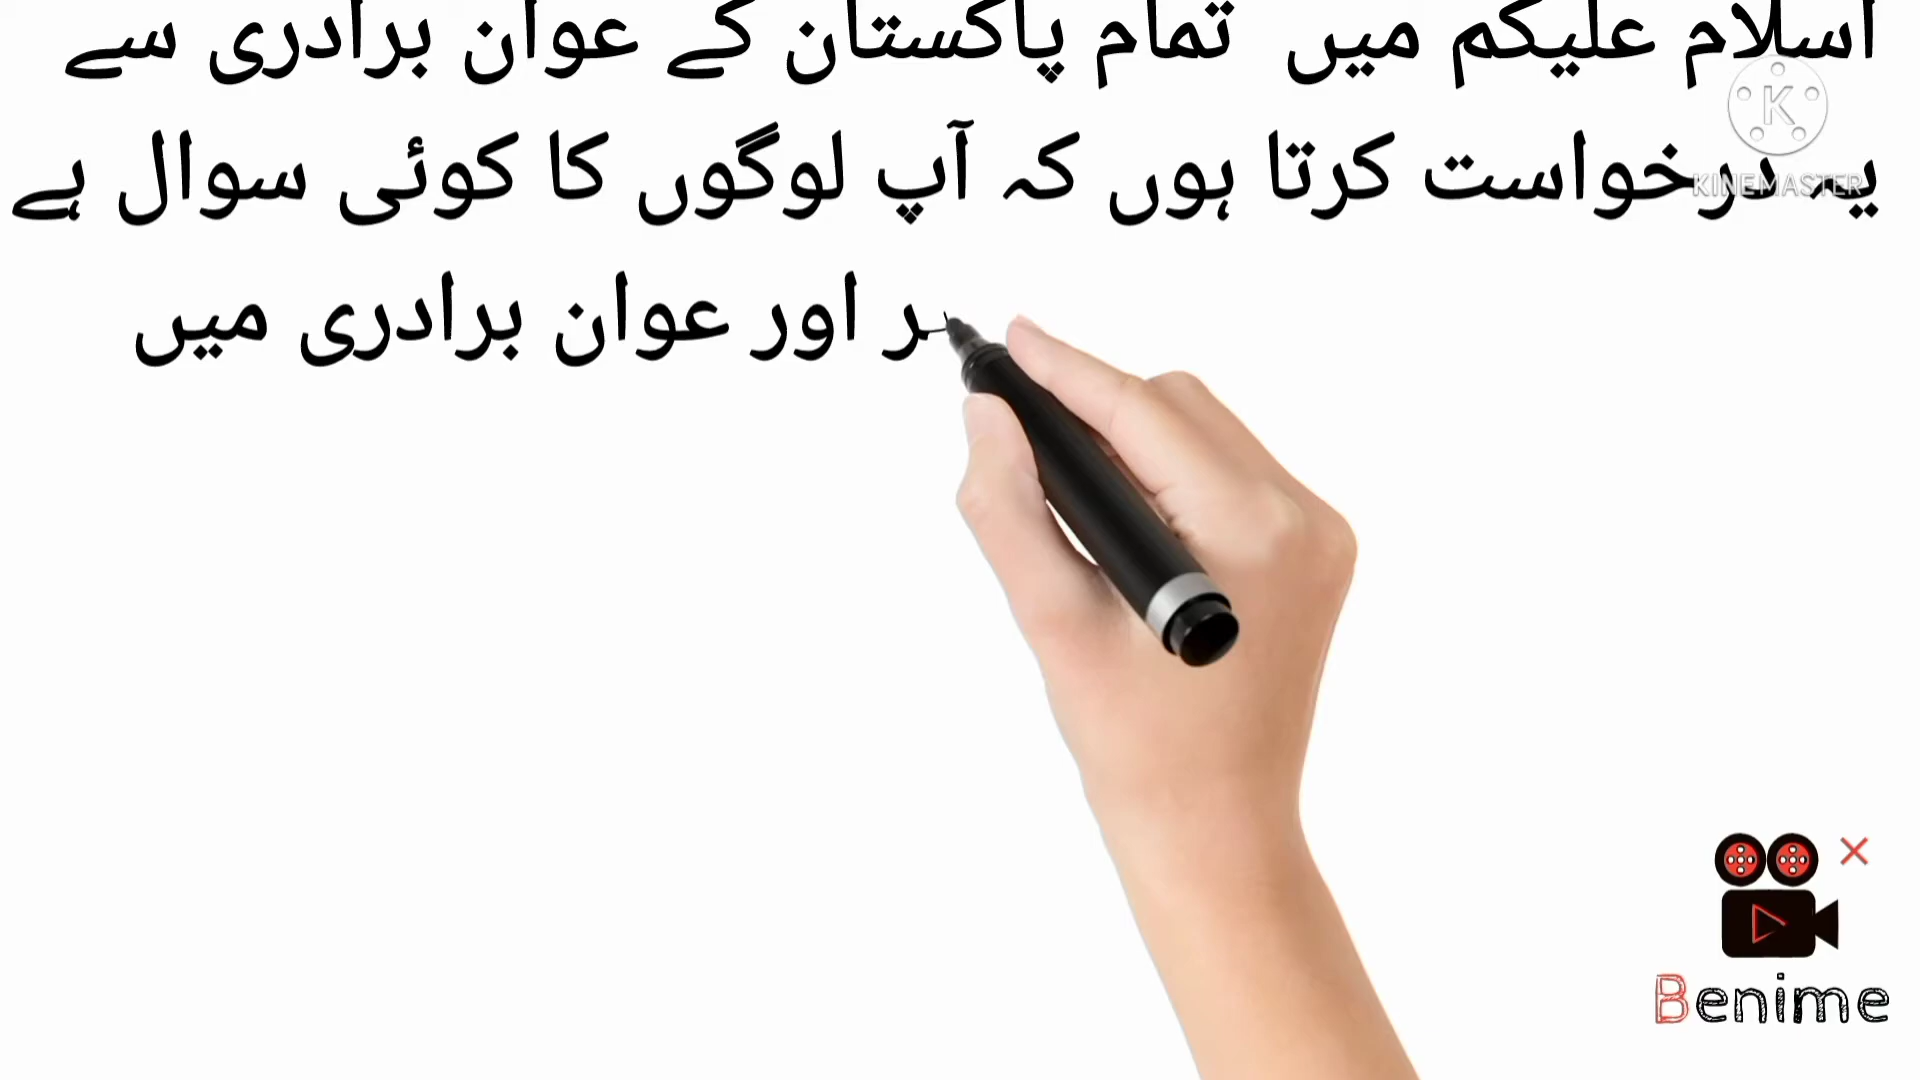 اسلام علیکم میں تمام پاکستان کے عوان برادری سے
یہ درخواست کرتا ہوں کہ آپ لوگوں کا کوئی سوال ہے
اور عوان برادری میں
KINEMASTER
Benime